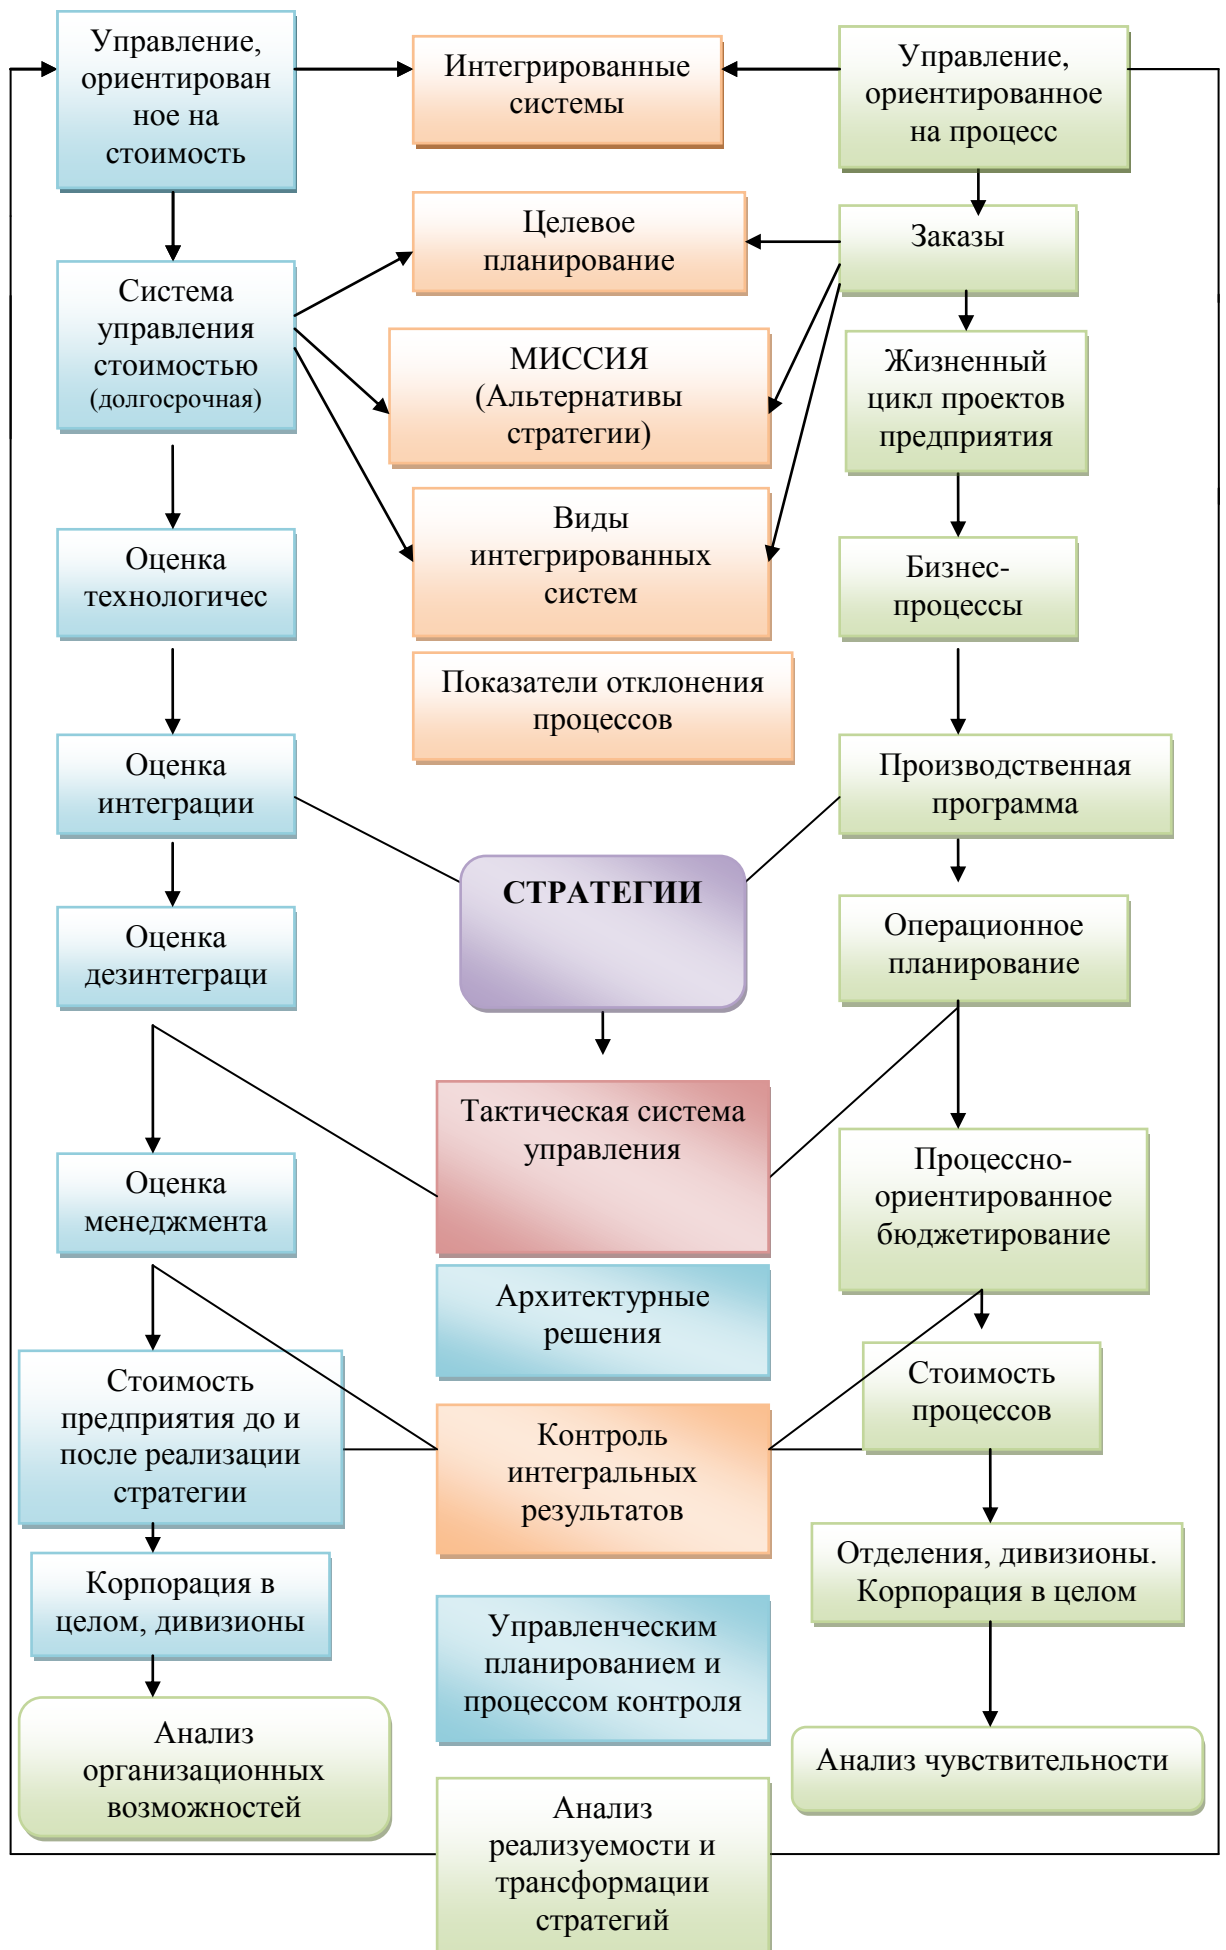 Управление,
ориентирован
ное на
стоимость
Интегрированные
системы
Управление,
ориентированное
на процесс
Целевое
планирование
Заказы
Система
управления
стоимостью
(долгосрочная)
МИССИЯ
(Альтернативы
стратегии)
Жизненный
цикл проектов
предприятия
Оценка
технологичес
Виды
интегрированных
систем
Бизнес-
процессы
Показатели отклонения
процессов
Оценка
интеграции
Производственная
программа
СТРАТЕГИИ
Оценка
дезинтеграци
Операционное
планирование
Тактическая система
управления
Оценка
менеджмента
Процессно-
ориентированное
бюджетирование
Архитектурные
решения
Стоимость
предприятия до и
после реализации
стратегии
Контроль
интегральных
результатов
Стоимость
процессов
Корпорация в
целом, дивизионы
Отделения, дивизионы.
Корпорация в целом
Управленческим
планированием и
процессом контроля
Анализ
организационных
возможностей
Анализ чувствительности
Анализ
реализуемости и
трансформации
стратегий